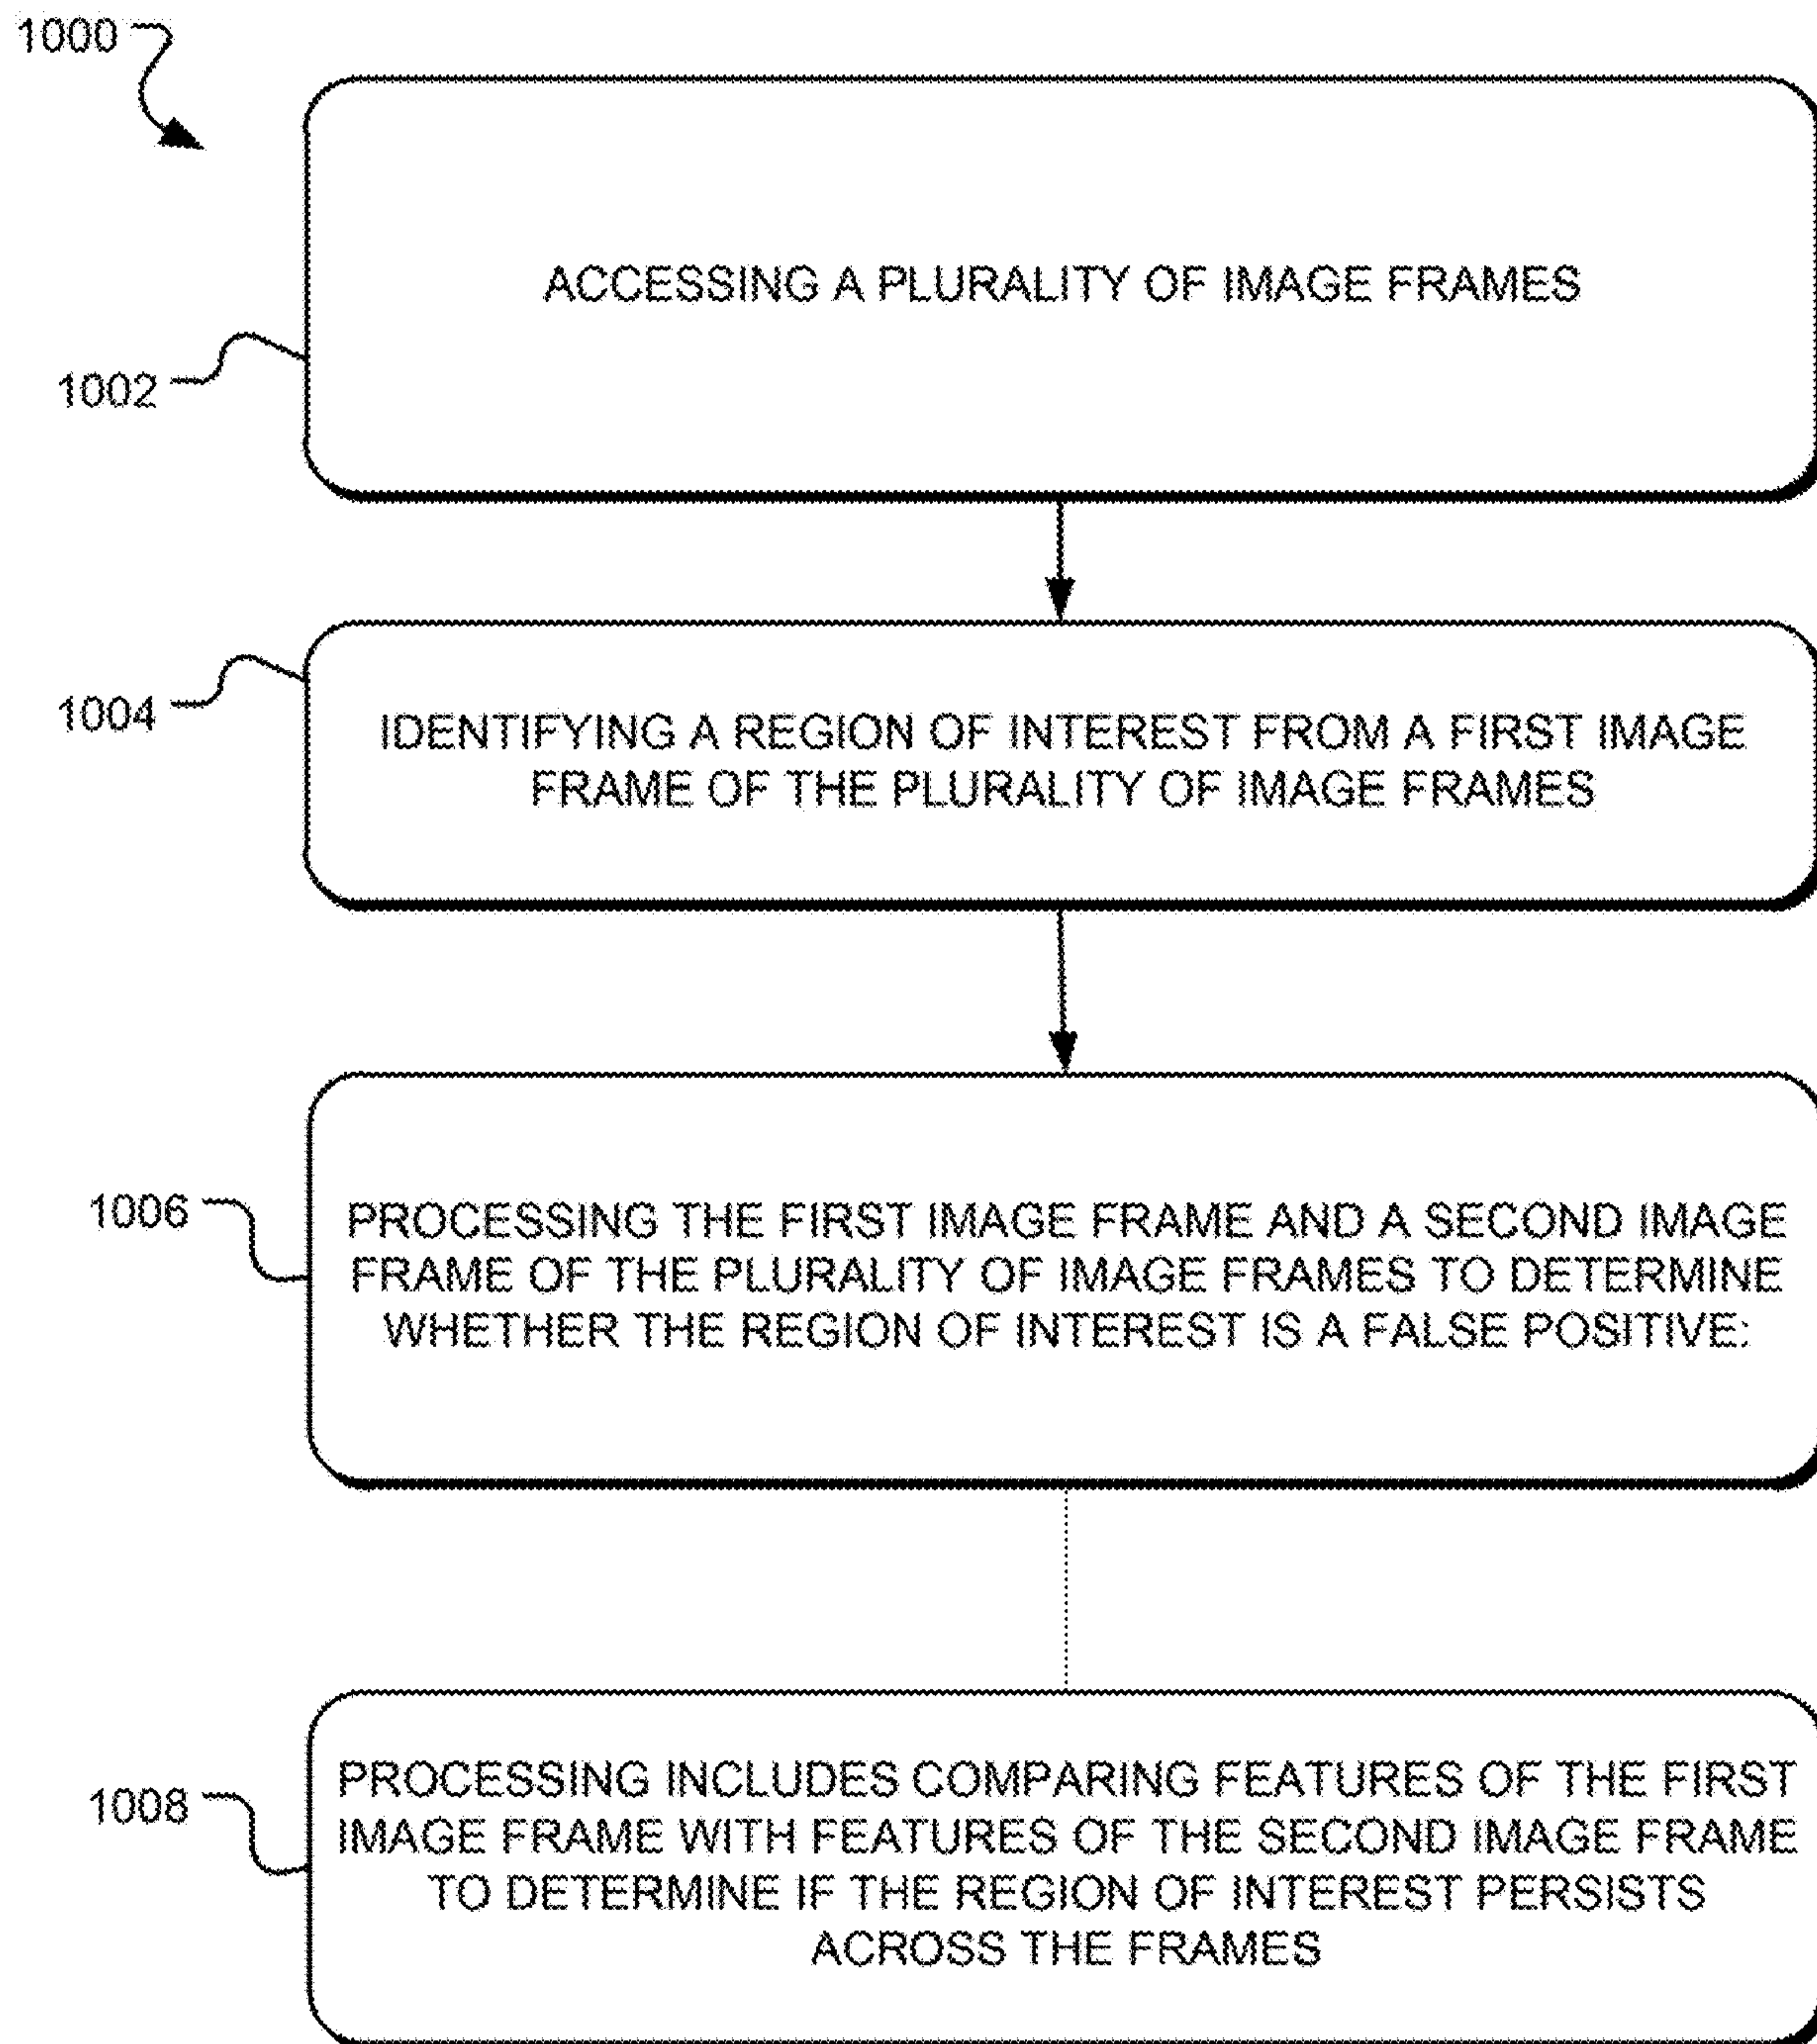 1000
ACCESSING A PLURALITY OF IMAGE FRAMES
1002
1004
IDENTIFYING A REGION OF INTEREST FROM A FIRST IMAGE
FRAME OF THE PLURALITY OF IMAGE FRAMES
1006
PROCESSING THE FIRST IMAGE FRAME AND A SECOND IMAGE
FRAME OF THE PLURALITY OF IMAGE FRAMES TO DETERMINE
WHETHER THE REGION OF INTEREST IS A FALSE POSITIVE:
1008
PROCESSING INCLUDES COMPARING FEATURES OF THE FIRST
IMAGE FRAME WITH FEATURES OF THE SECOND IMAGE FRAME
TO DETERMINE IF THE REGION OF INTEREST PERSISTS
ACROSS THE FRAMES